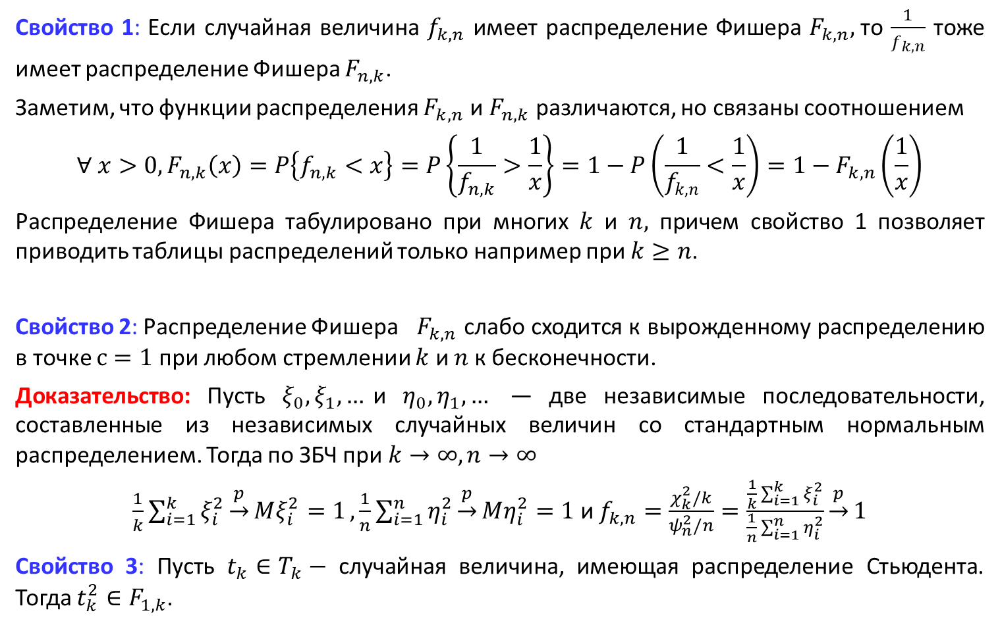 Свойство 1: Если случайная величина $f_{k,n}$ имеет распределение Фишера $F_{k,n}$, то $\frac{1}{f_{k,n}}$ тоже
имеет распределение Фишера $F_{n,k}$.
Заметим, что функции распределения $F_{k,n}$ и $F_{n,k}$ различаются, но связаны соотношением
$\forall\, x > 0, F_{n,k}(x) = P\{f_{n,k} < x\} = P\left\{\frac{1}{f_{n,k}} > \frac{1}{x}\right\} = 1 - P\left(\frac{1}{f_{k,n}} < \frac{1}{x}\right) = 1 - F_{k,n}\left(\frac{1}{x}\right)$
Распределение Фишера табулировано при многих $k$ и $n$, причем свойство 1 позволяет
приводить таблицы распределений только например при $k \geq n$.
Свойство 2: Распределение Фишера $F_{k,n}$ слабо сходится к вырожденному распределению
в точке $c = 1$ при любом стремлении $k$ и $n$ к бесконечности.
Доказательство: Пусть $\xi_0, \xi_1, \ldots$ и $\eta_0, \eta_1, \ldots$ — две независимые последовательности,
составленные из независимых случайных величин со стандартным нормальным
распределением. Тогда по ЗБЧ при $k \to \infty, n \to \infty$
$\frac{1}{k}\sum_{i=1}^{k} \xi_i^2 \xrightarrow{p} M\xi_i^2 = 1, \frac{1}{n}\sum_{i=1}^{n} \eta_i^2 \xrightarrow{p} M\eta_i^2 = 1$ и $f_{k,n} = \frac{\chi_k^2/k}{\psi_n^2/n} = \frac{\frac{1}{k}\sum_{i=1}^{k} \xi_i^2}{\frac{1}{n}\sum_{i=1}^{n} \eta_i^2} \xrightarrow{p} 1$
Свойство 3: Пусть $t_k \in T_k$ — случайная величина, имеющая распределение Стьюдента.
Тогда $t_k^2 \in F_{1,k}$.